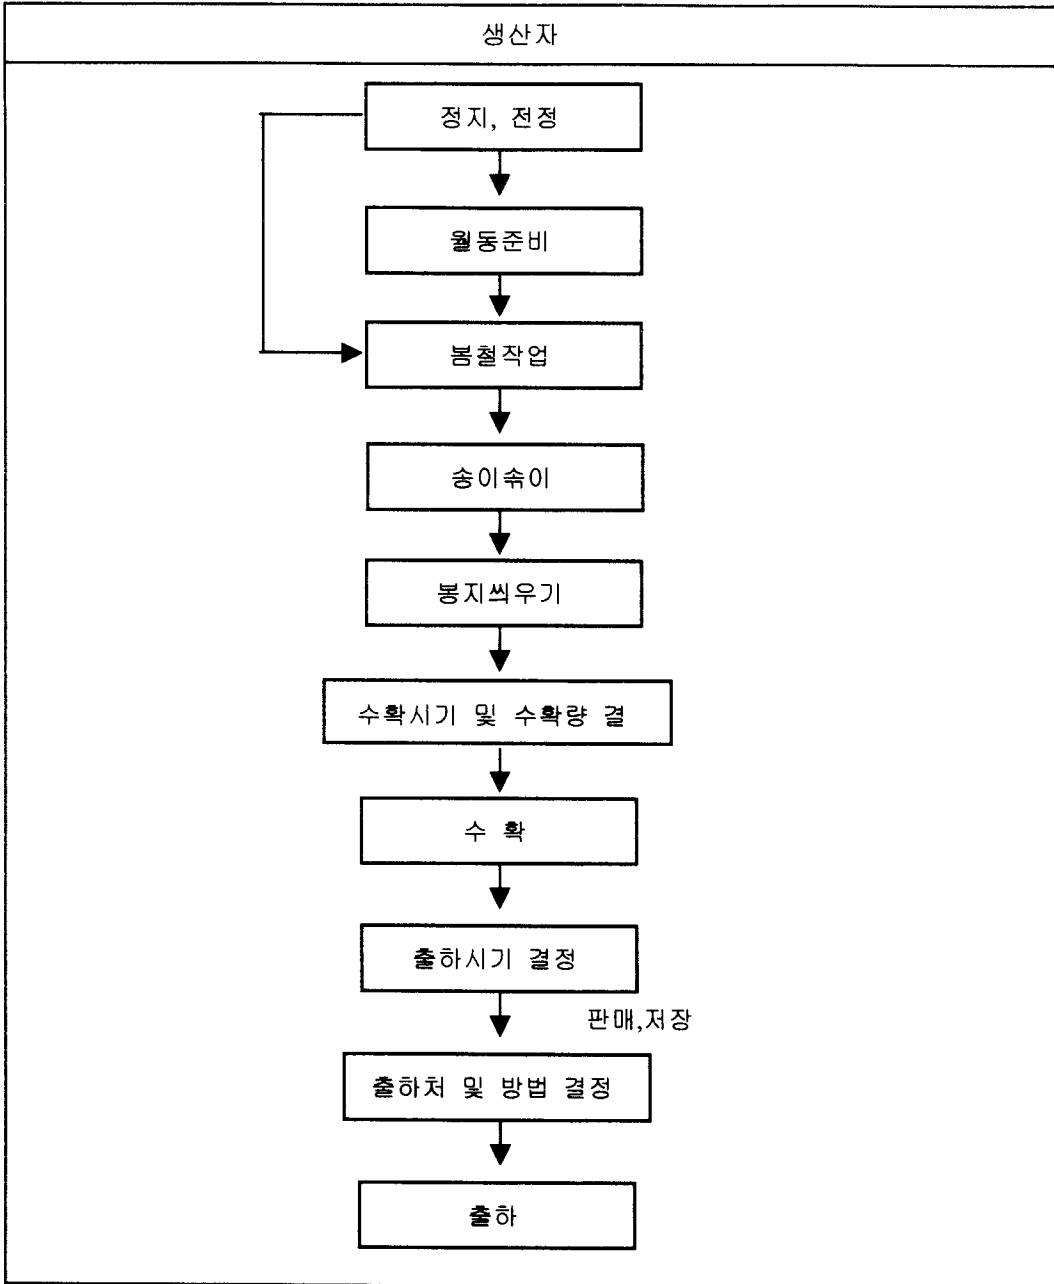 생산자
정지, 전정
월동준비
봄철작업
송이솎이
봉지씌우기
수확시기 및 수확량 결
수 확
출하시기 결정
판매,저장
출하처 및 방법 결정
출하